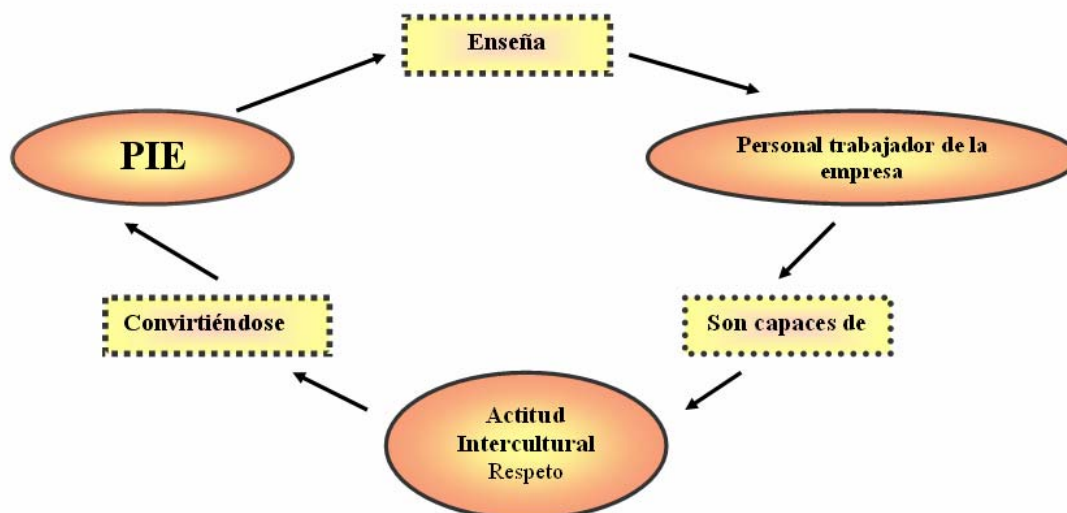 Enseña
PIE
Personal trabajador de la
empresa
Convirtiéndose
Son capaces de
Actitud
Intercultural
Respeto